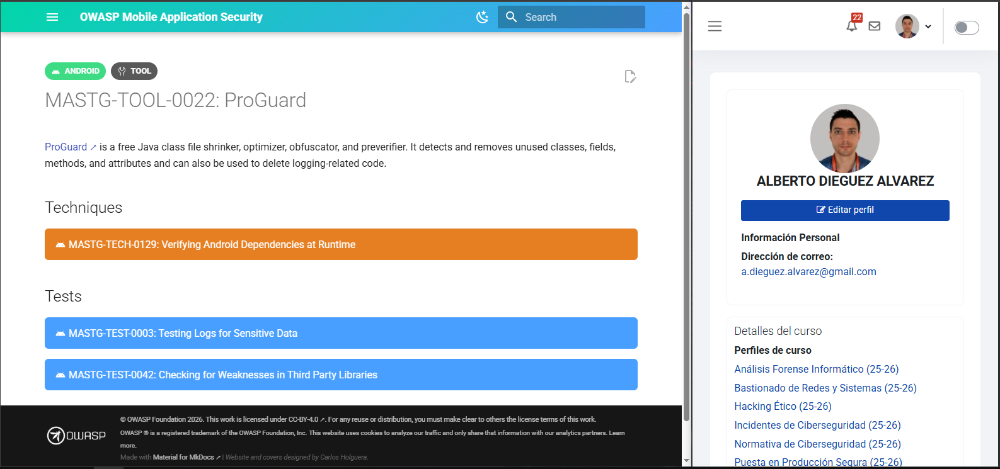 OWASP Mobile Application Security
Search
ANDROID
TOOL
MASTG-TOOL-0022: ProGuard
ProGuard ↗ is a free Java class file shrinker, optimizer, obfuscator, and preverifier. It detects and removes unused classes, fields,
methods, and attributes and can also be used to delete logging-related code.
Techniques
MASTG-TECH-0129: Verifying Android Dependencies at Runtime
Tests
MASTG-TEST-0003: Testing Logs for Sensitive Data
MASTG-TEST-0042: Checking for Weaknesses in Third Party Libraries
OWASP
© OWASP Foundation 2026. This work is licensed under CC-BY-4.0 ↗. For any reuse or distribution, you must make clear to others the license terms of this work.
OWASP ® is a registered trademark of the OWASP Foundation, Inc. This website uses cookies to analyze our traffic and only share that information with our analytics partners. Learn
more.
Made with Material for MkDocs ↗ | Website and covers designed by Carlos Holguera.
22
ALBERTO DIEGUEZ ALVAREZ
Editar perfil
Información Personal
Dirección de correo:
a.dieguez.alvarez@gmail.com
Detalles del curso
Perfiles de curso
Análisis Forense Informático (25-26)
Bastionado de Redes y Sistemas (25-26)
Hacking Ético (25-26)
Incidentes de Ciberseguridad (25-26)
Normativa de Ciberseguridad (25-26)
Puesta en Producción Segura (25-26)